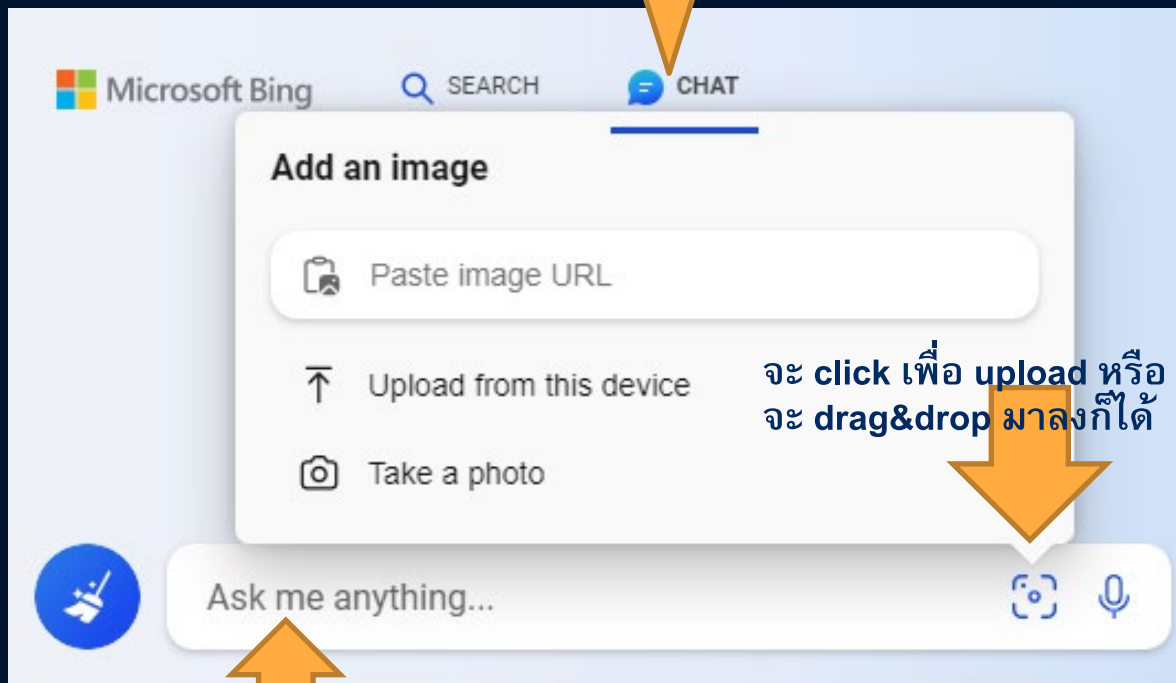 Microsoft Bing
SEARCH
CHAT
Add an image
Paste image URL
Upload from this device
จะ click เพื่อ upload หรือ
จะ drag&drop มาลงก็ได้
Take a photo
Ask me anything...